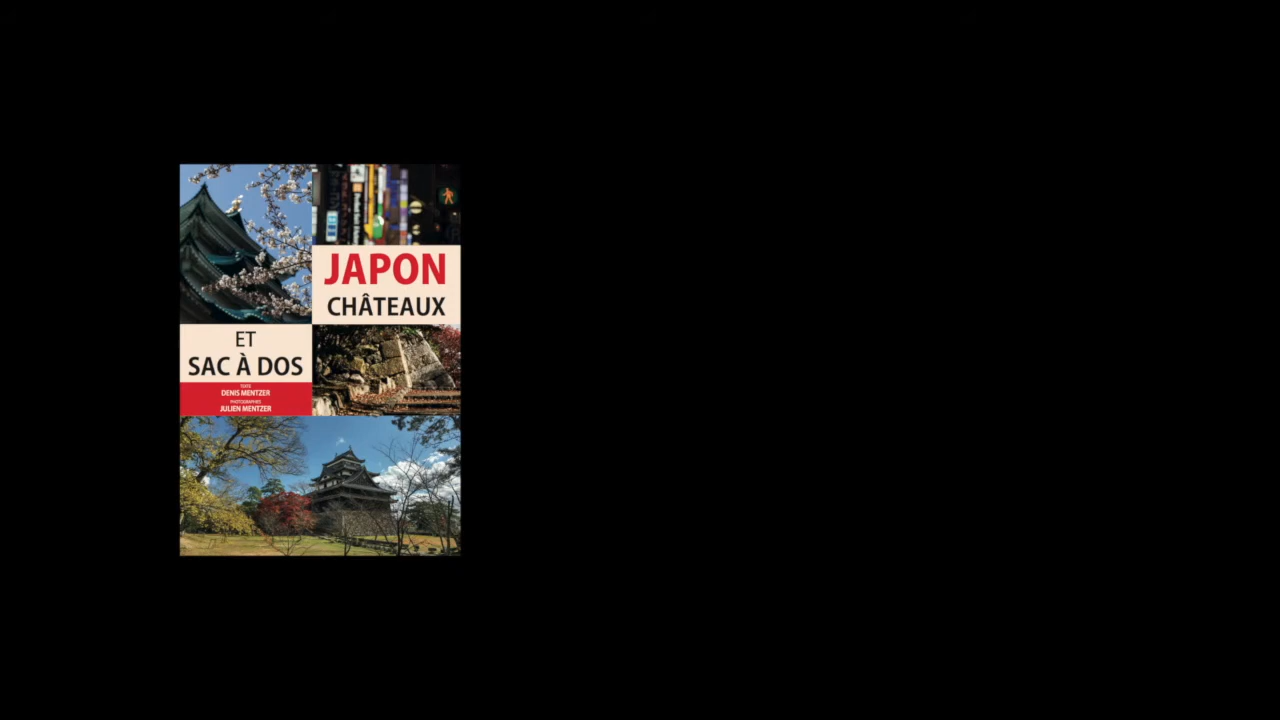 JAPON
CHÂTEAUX
ET
SAC À DOS
TEXTE
DENIS MENTZER
PHOTOGRAPHIES
JULIEN MENTZER